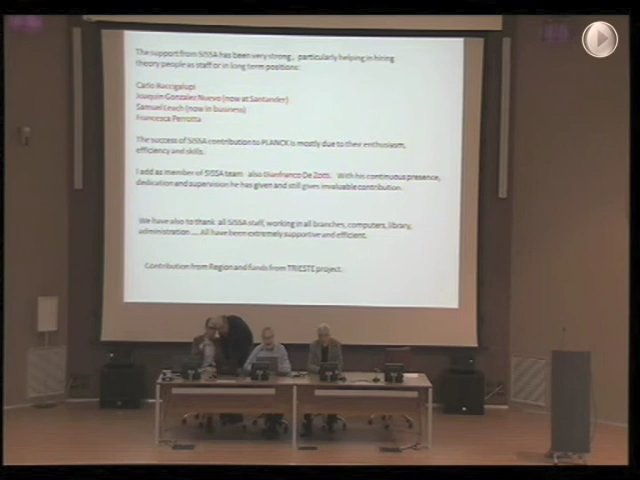 The support from SISSA has been very strong, particularly helping in hiring
theory people as staff or in long term positions:
Carlo Baccigalupi
Joaquin Gonzalez Nuevo (now at Santander)
Samuel Leach (now in business)
Francesca Perrotta
The success of SISSA contribution to PLANCK is mostly due to their enthusiasm,
efficiency and skills.
I add as member of SISSA team also Gianfranco De Zotti. With his continuous presence,
dedication and supervision he has given and still gives invaluable contribution.
We have also to thank all SISSA staff, working in all branches, computers, library,
administration .... All have been extremely supportive and efficient.
Contribution from Region and funds from TRIESTE project.